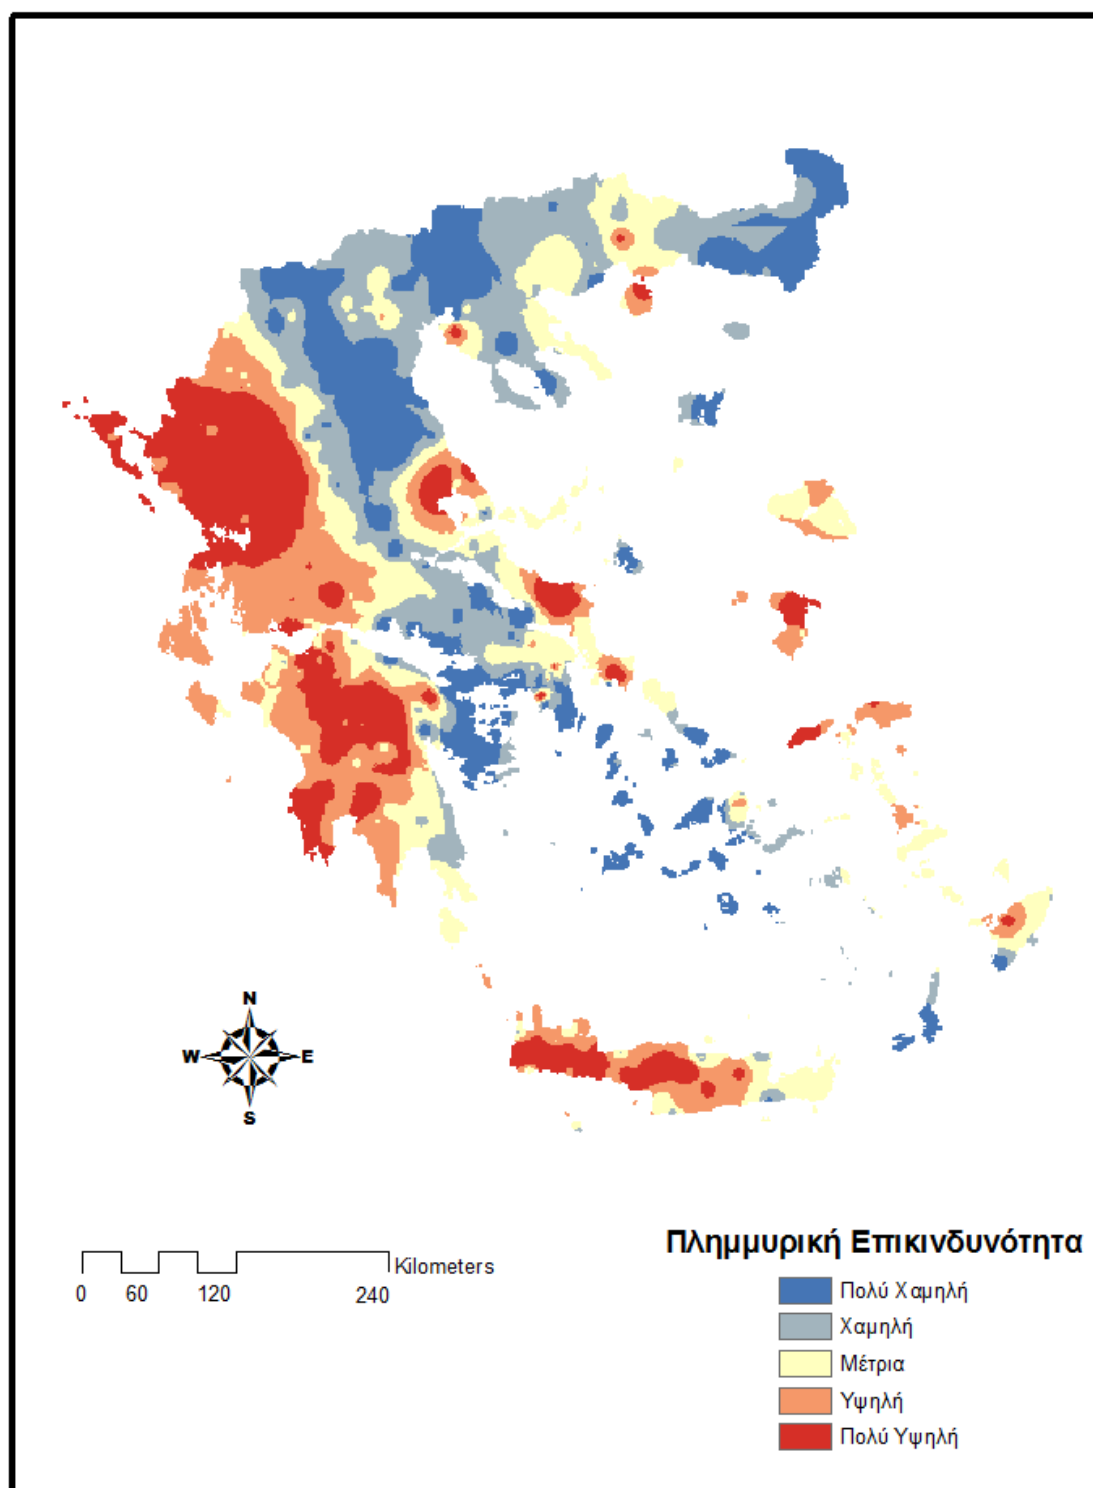 N
W E
S
Kilometers
0 60 120 240
Πλημμυρική Επικινδυνότητα
Πολύ Χαμηλή
Χαμηλή
Μέτρια
Υψηλή
Πολύ Υψηλή